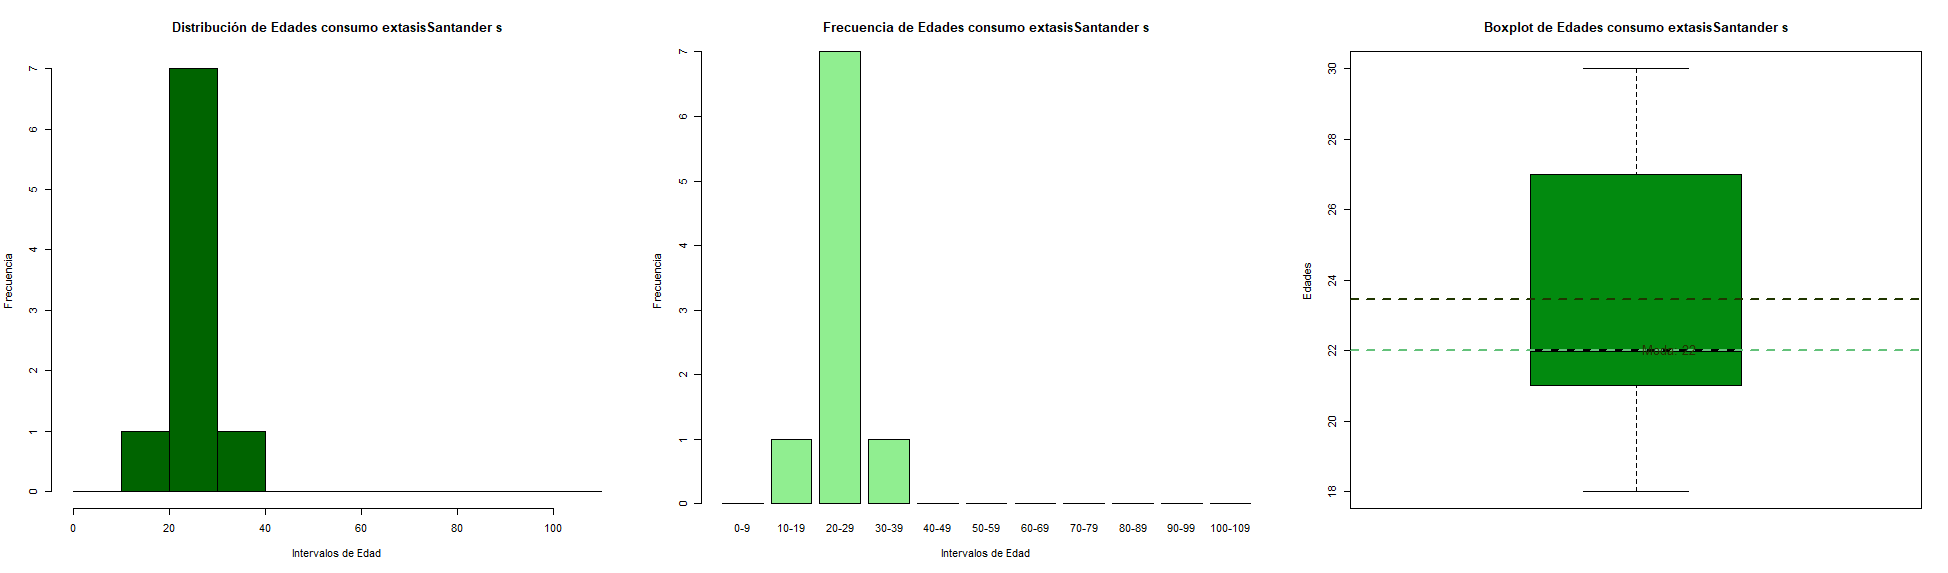 Distribución de Edades consumo extasisSantander s
Frecuencia
7
6
5
4
3
2
1
0
0 20 40 60 80 100
Intervalos de Edad
Frecuencia de Edades consumo extasisSantander s
Frecuencia
7
6
5
4
3
2
1
0
0-9 10-19 20-29 30-39 40-49 50-59 60-69 70-79 80-89 90-99 100-109
Intervalos de Edad
Boxplot de Edades consumo extasisSantander s
Edades
30
28
26
24
22
20
18
Moda: 22